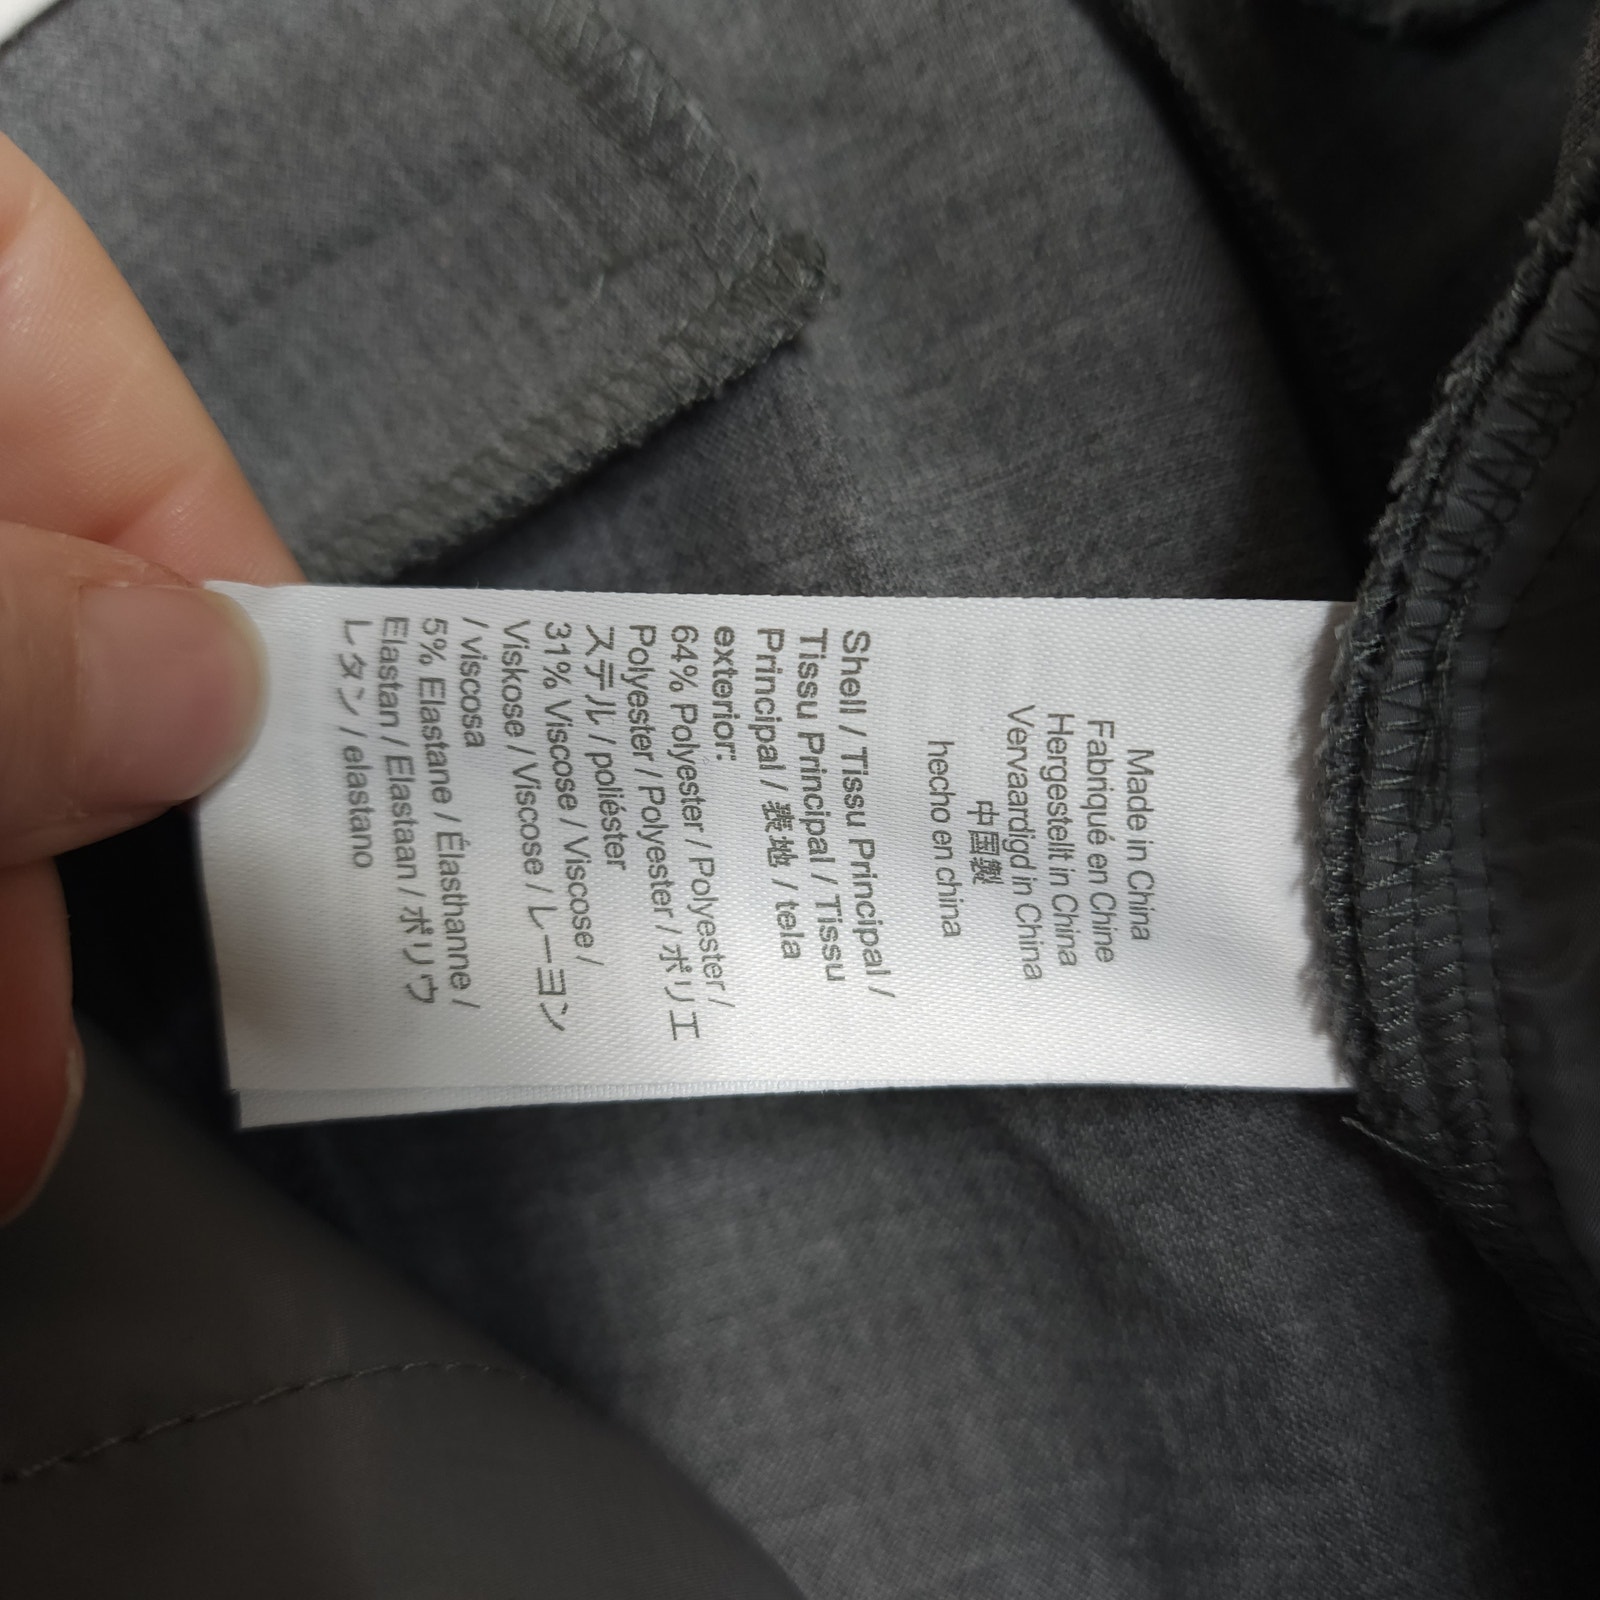 Made in China
Fabriqué en Chine
Hergestellt in China
Vervaardigd in China
中国製
hecho en china
Shell / Tissu Principal /
Tissu Principal / Tissu
Principal / 表地 / tela
exterior:
64% Polyester / Polyester /
Polyester / Polyester / ポリエ
ステル / poliéster
31% Viscose / Viscose /
Viskose / Viscose / レーヨン
/ viscosa
5% Elastane / Élasthanne /
Elastan / Elastaan / ポリウ
レタン / elastano